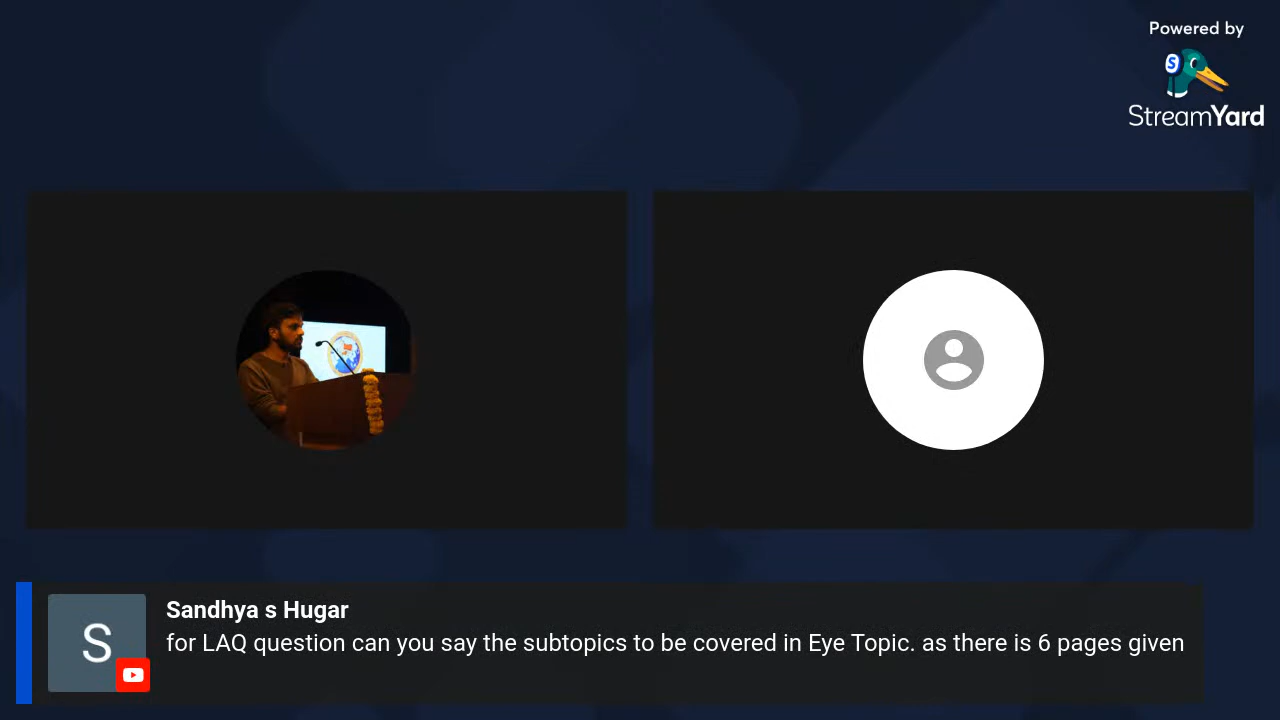 Powered by
S
StreamYard
S
Sandhya s Hugar
for LAQ question can you say the subtopics to be covered in Eye Topic. as there is 6 pages given